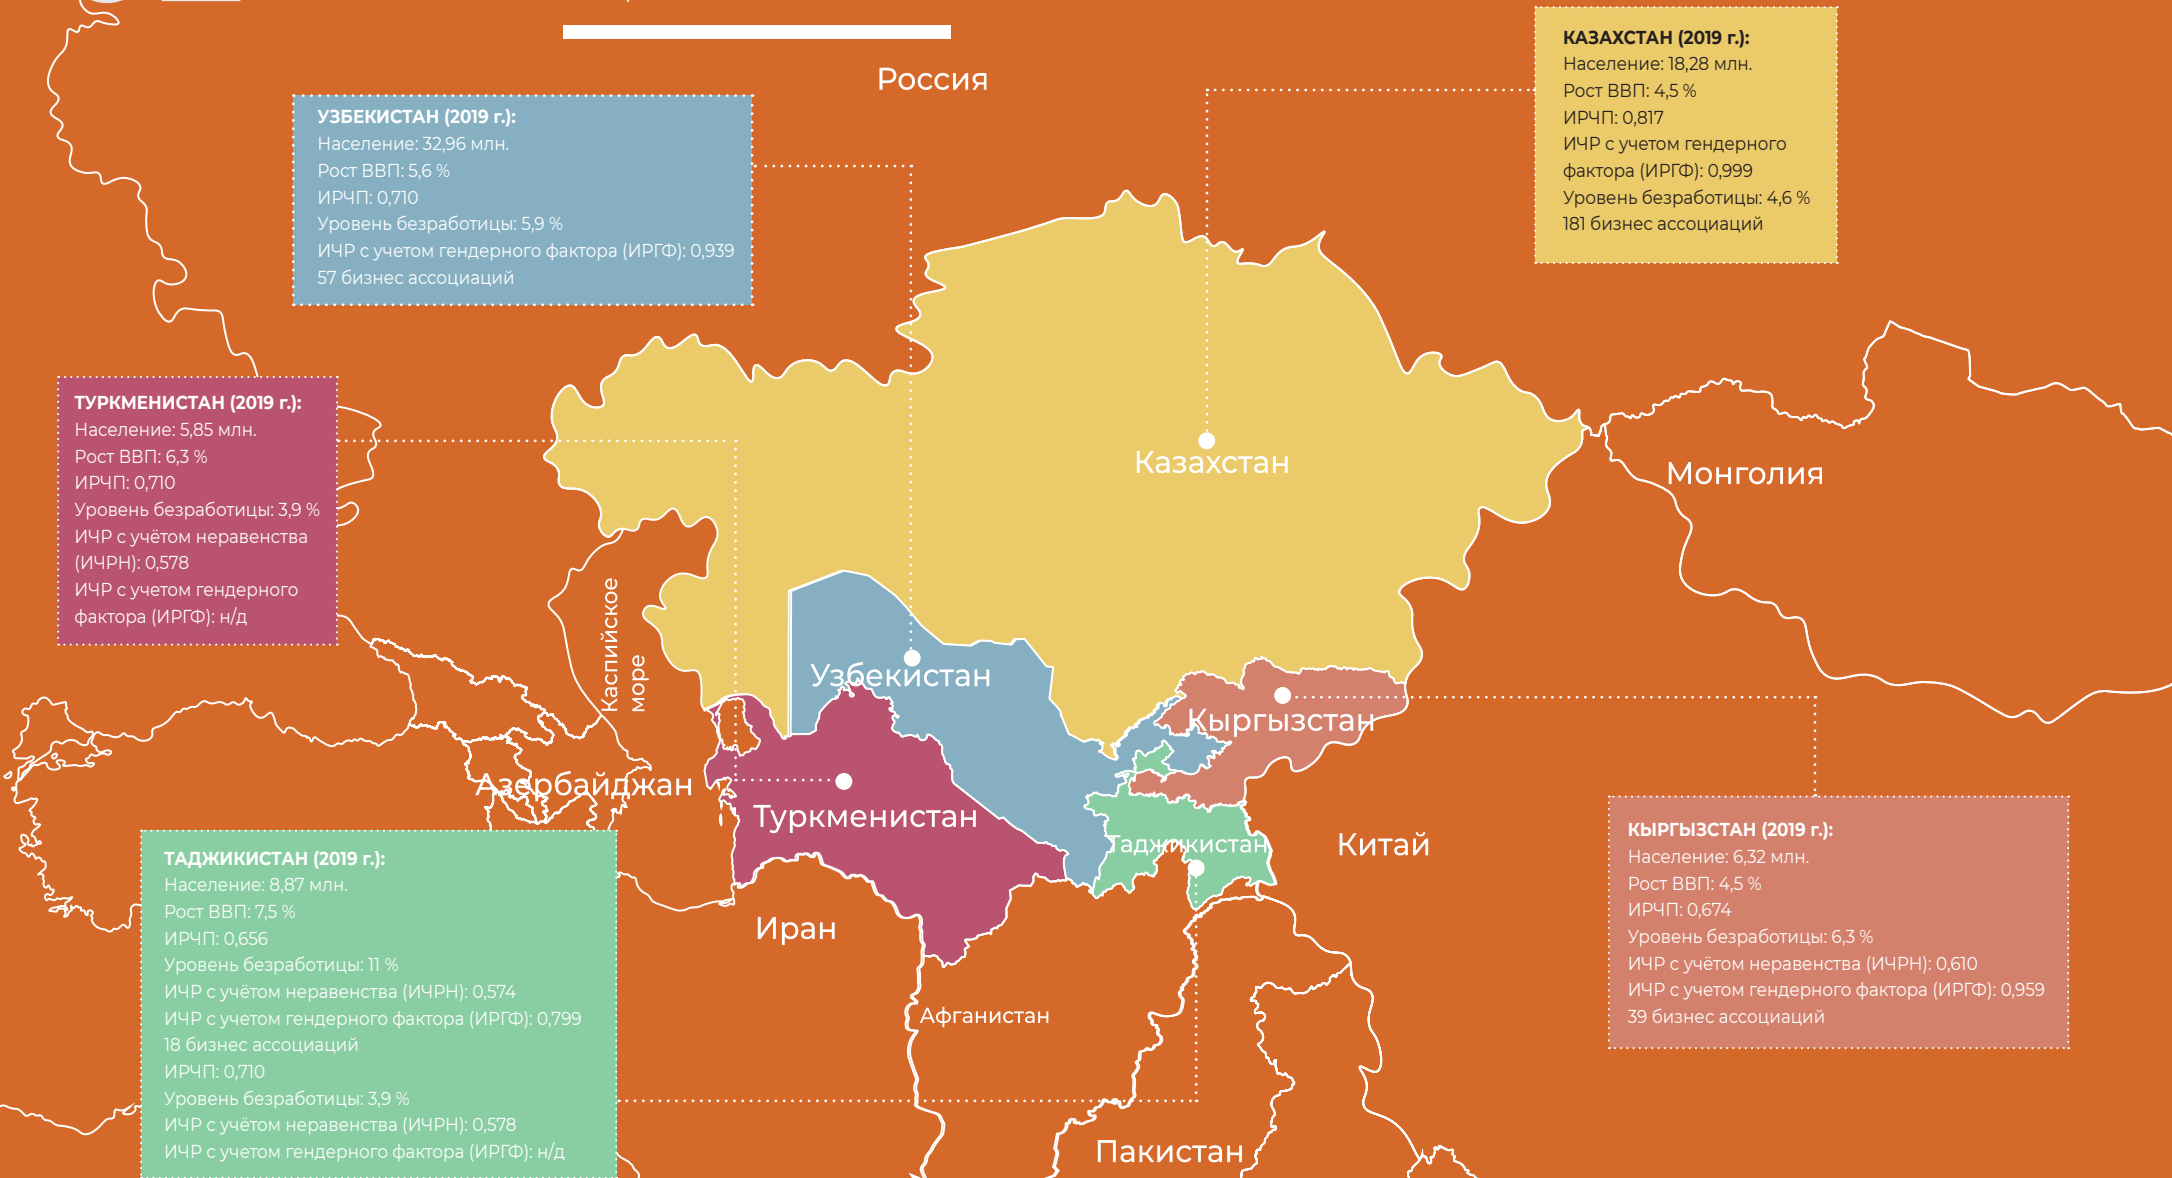 Россия
КАЗАХСТАН (2019 г.):
Население: 18,28 млн.
Рост ВВП: 4,5 %
ИРЧП: 0,817
ИЧР с учетом гендерного
фактора (ИРГФ): 0,999
Уровень безработицы: 4,6 %
181 бизнес ассоциаций
УЗБЕКИСТАН (2019 г.):
Население: 32,96 млн.
Рост ВВП: 5,6 %
ИРЧП: 0,710
Уровень безработицы: 5,9 %
ИЧР с учетом гендерного фактора (ИРГФ): 0,939
57 бизнес ассоциаций
ТУРКМЕНИСТАН (2019 г.):
Население: 5,85 млн.
Рост ВВП: 6,3 %
ИРЧП: 0,710
Уровень безработицы: 3,9 %
ИЧР с учётом неравенства
(ИЧРН): 0,578
ИЧР с учетом гендерного
фактора (ИРГФ): н/д
Казахстан
Монголия
Каспийское
море
Узбекистан
Кыргызстан
Азербайджан
Туркменистан
Таджикистан
Китай
Иран
Афганистан
Пакистан
ТАДЖИКИСТАН (2019 г.):
Население: 8,87 млн.
Рост ВВП: 7,5 %
ИРЧП: 0,656
Уровень безработицы: 11 %
ИЧР с учётом неравенства (ИЧРН): 0,574
ИЧР с учетом гендерного фактора (ИРГФ): 0,799
18 бизнес ассоциаций
ИРЧП: 0,710
Уровень безработицы: 3,9 %
ИЧР с учётом неравенства (ИЧРН): 0,578
ИЧР с учетом гендерного фактора (ИРГФ): н/д
КЫРГЫЗСТАН (2019 г.):
Население: 6,32 млн.
Рост ВВП: 4,5 %
ИРЧП: 0,674
Уровень безработицы: 6,3 %
ИЧР с учётом неравенства (ИЧРН): 0,610
ИЧР с учетом гендерного фактора (ИРГФ): 0,959
39 бизнес ассоциаций